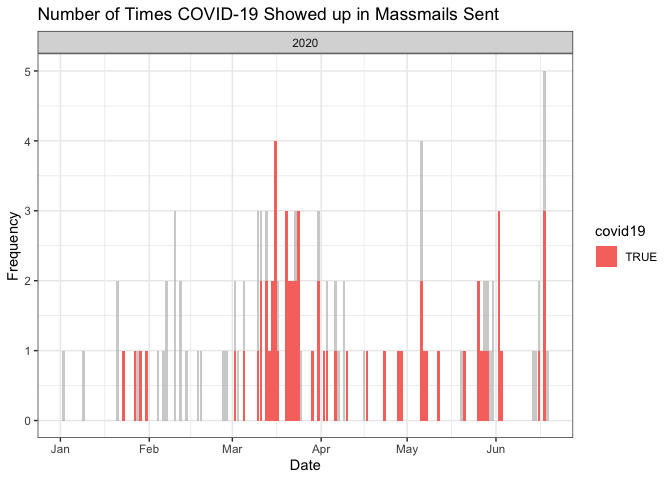 Number of Times COVID-19 Showed up in Massmails Sent
2020
5
4
3
2
1
0
Frequency
Jan Feb Mar Apr May Jun
Date
covid19
TRUE